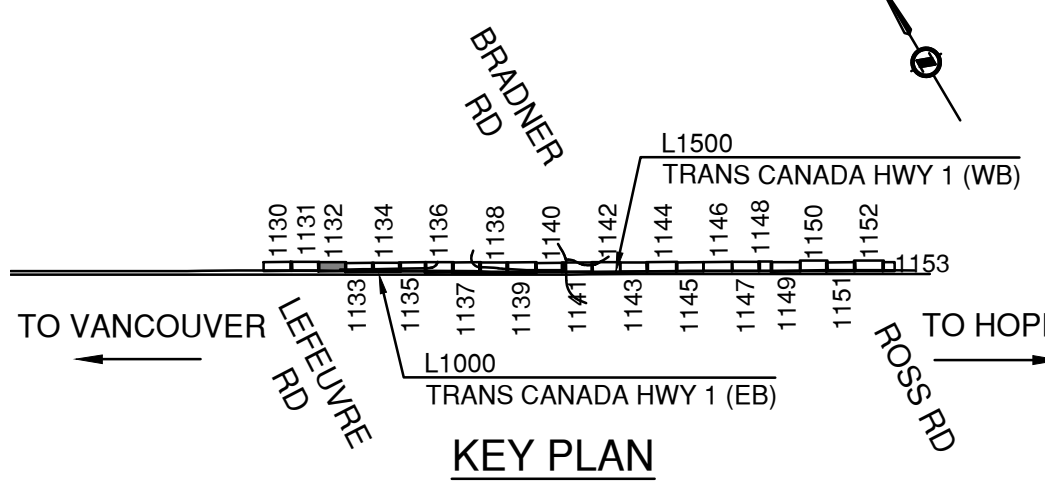 BRADNER
RD
L1500
TRANS CANADA HWY 1 (WB)
1130
1131
1132
1134
1136
1138
1140
1142
1144
1146
1148
1150
1152
1153
1133
1135
1137
1139
1141
1143
1145
1147
1149
1151
TO VANCOUVER
LEFEUVRE
RD
L1000
TRANS CANADA HWY 1 (EB)
ROSS RD
TO HOPE
KEY PLAN